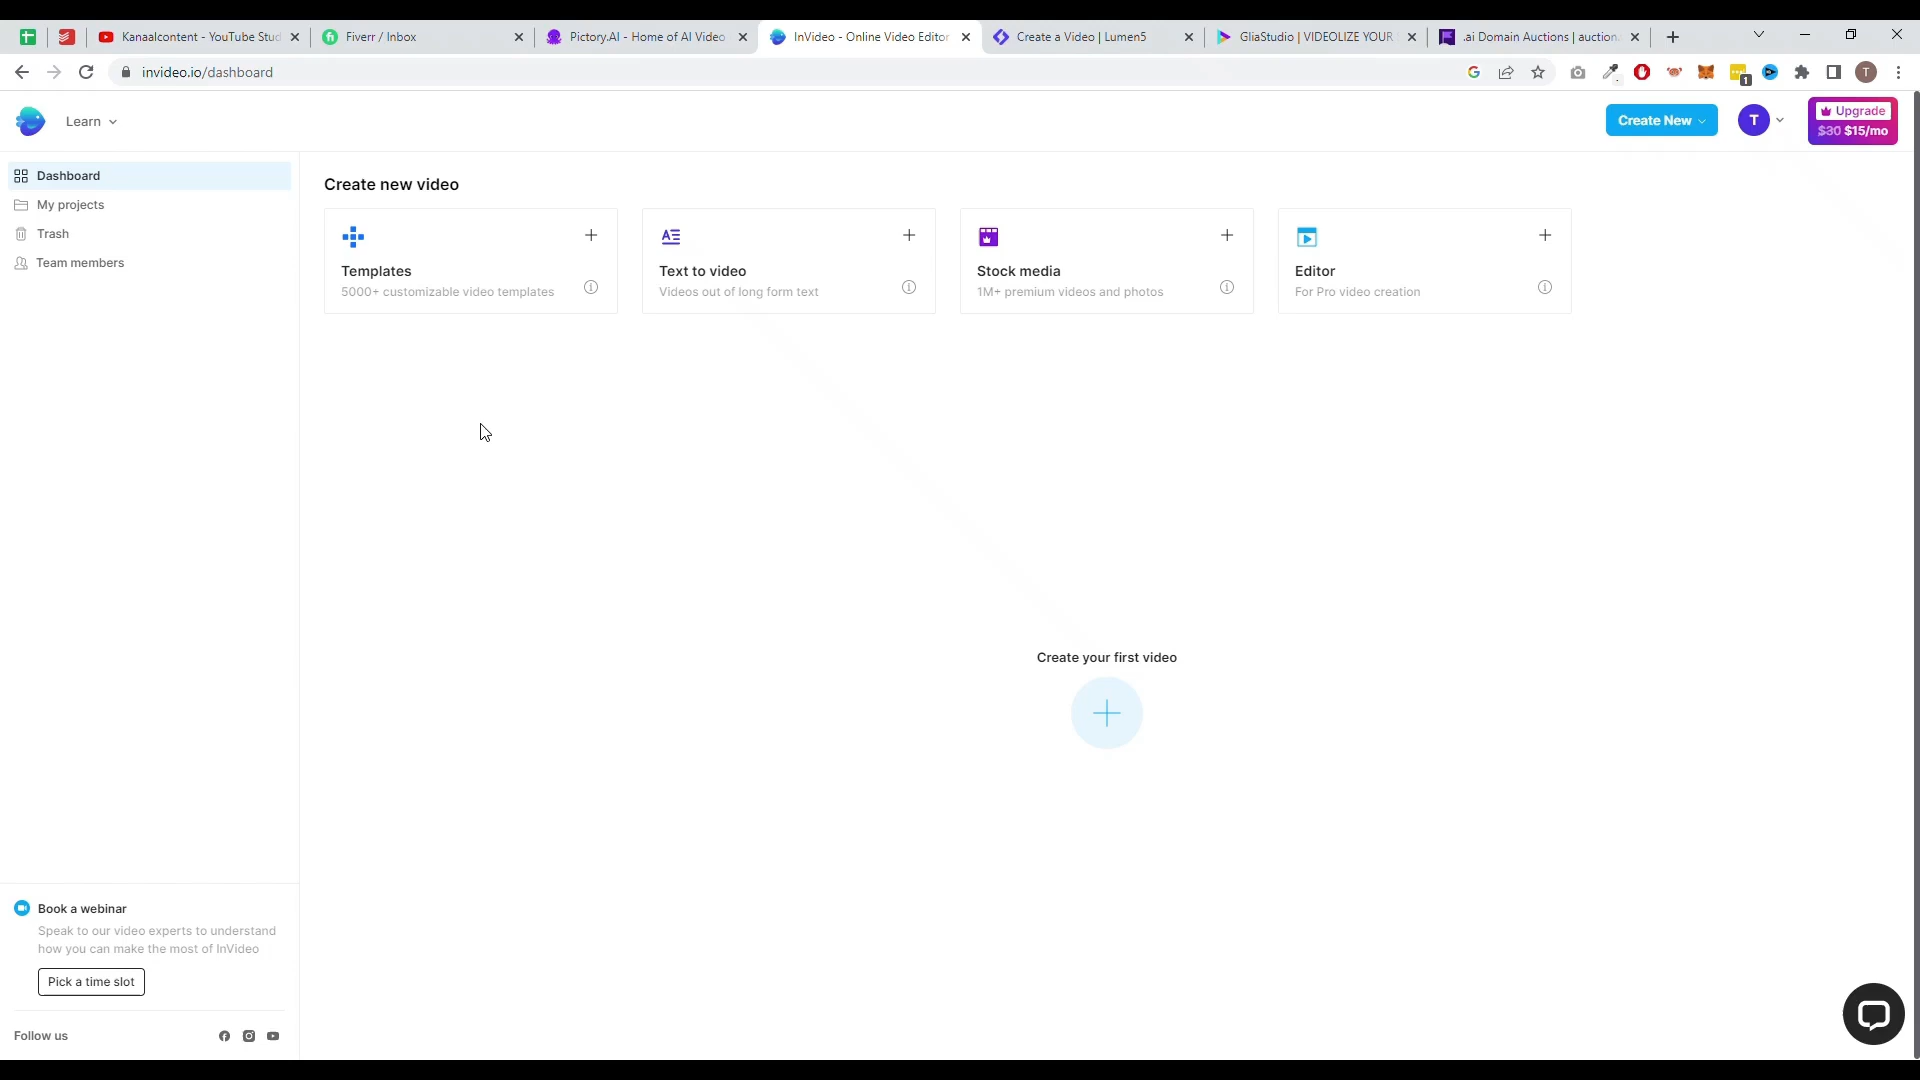 Kanaalcontent - YouTube Stud
Fiverr / Inbox
Pictory.AI - Home of AI Video
InVideo - Online Video Editor
Create a Video | Lumen5
GliaStudio | VIDEOLIZE YOUR
.ai Domain Auctions | auction.
invideo.io/dashboard
1
T
Learn
Create New
T
Upgrade
$30 $15/mo
Dashboard
My projects
Trash
Team members
Create new video
Templates
5000+ customizable video templates
Text to video
Videos out of long form text
Stock media
1M+ premium videos and photos
Editor
For Pro video creation
Create your first video
Book a webinar
Speak to our video experts to understand
how you can make the most of InVideo
Pick a time slot
Follow us